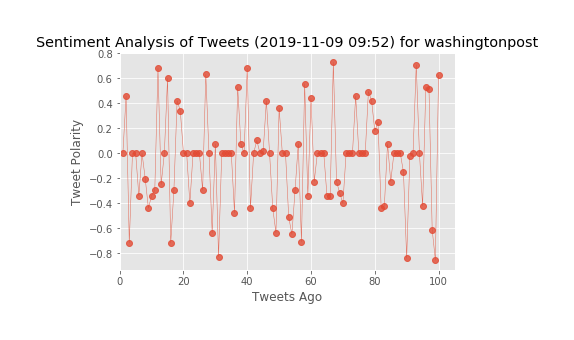 Sentiment Analysis of Tweets (2019-11-09 09:52) for washingtonpost
0.8
0.6
0.4
0.2
0.0
−0.2
−0.4
−0.6
−0.8
Tweet Polarity
0 20 40 60 80 100
Tweets Ago